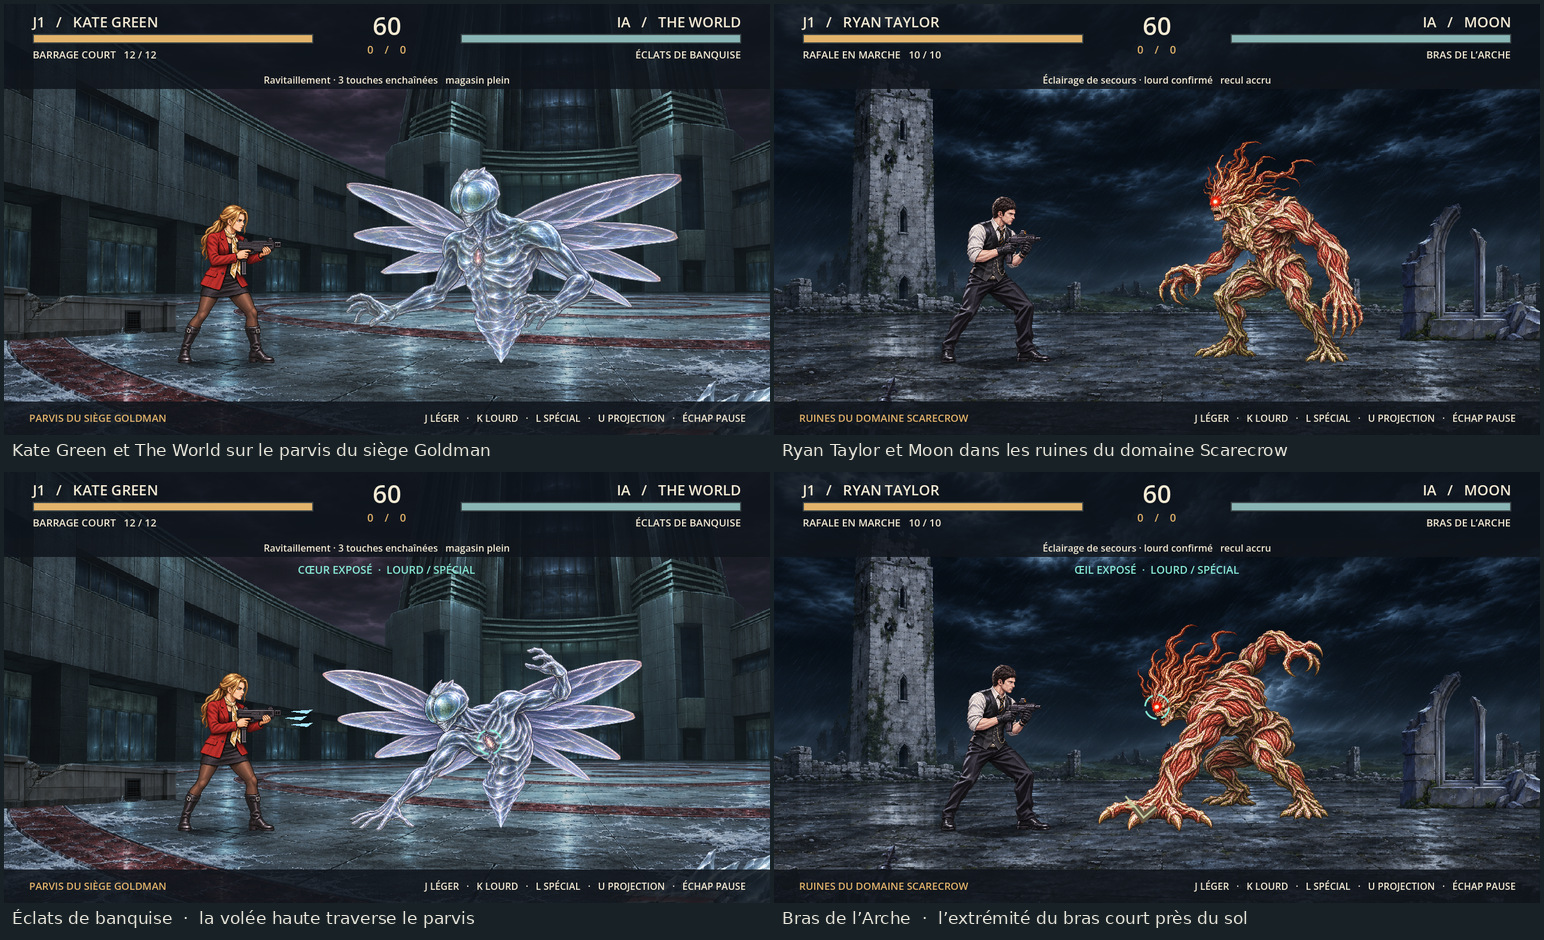 J1 / KATE GREEN
60
IA / THE WORLD
0 / 0
BARRAGE COURT 12 / 12
ÉCLATS DE BANQUISE
Ravitaillement · 3 touches enchaînées magasin plein
PARVIS DU SIÈGE GOLDMAN
J LÉGER · K LOURD · L SPÉCIAL · U PROJECTION · ÉCHAP PAUSE
Kate Green et The World sur le parvis du siège Goldman
J1 / RYAN TAYLOR
60
IA / MOON
0 / 0
RAFALE EN MARCHE 10 / 10
BRAS DE L’ARCHE
Éclairage de secours · lourd confirmé recul accru
RUINES DU DOMAINE SCARECROW
J LÉGER · K LOURD · L SPÉCIAL · U PROJECTION · ÉCHAP PAUSE
Ryan Taylor et Moon dans les ruines du domaine Scarecrow
J1 / KATE GREEN
60
IA / THE WORLD
0 / 0
BARRAGE COURT 12 / 12
ÉCLATS DE BANQUISE
Ravitaillement · 3 touches enchaînées magasin plein
CŒUR EXPOSÉ · LOURD / SPÉCIAL
PARVIS DU SIÈGE GOLDMAN
J LÉGER · K LOURD · L SPÉCIAL · U PROJECTION · ÉCHAP PAUSE
Éclats de banquise · la volée haute traverse le parvis
J1 / RYAN TAYLOR
60
IA / MOON
0 / 0
RAFALE EN MARCHE 10 / 10
BRAS DE L’ARCHE
Éclairage de secours · lourd confirmé recul accru
ŒIL EXPOSÉ · LOURD / SPÉCIAL
RUINES DU DOMAINE SCARECROW
J LÉGER · K LOURD · L SPÉCIAL · U PROJECTION · ÉCHAP PAUSE
Bras de l’Arche · l’extrémité du bras court près du sol